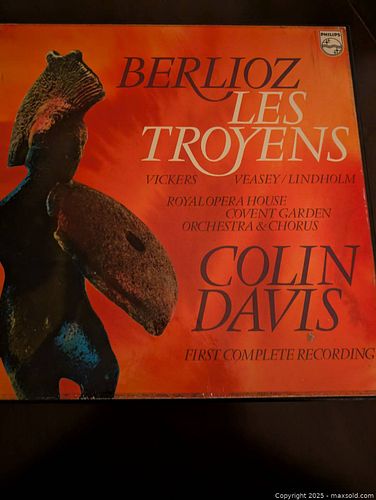 PHILIPS
BERLIOZ
LES
TROYENS
VICKERS VEASEY/LINDHOLM
ROYAL OPERA HOUSE
COVENT GARDEN
ORCHESTRA & CHORUS
COLIN
DAVIS
FIRST COMPLETE RECORDING
Copyright © 2025 - maxsold.com